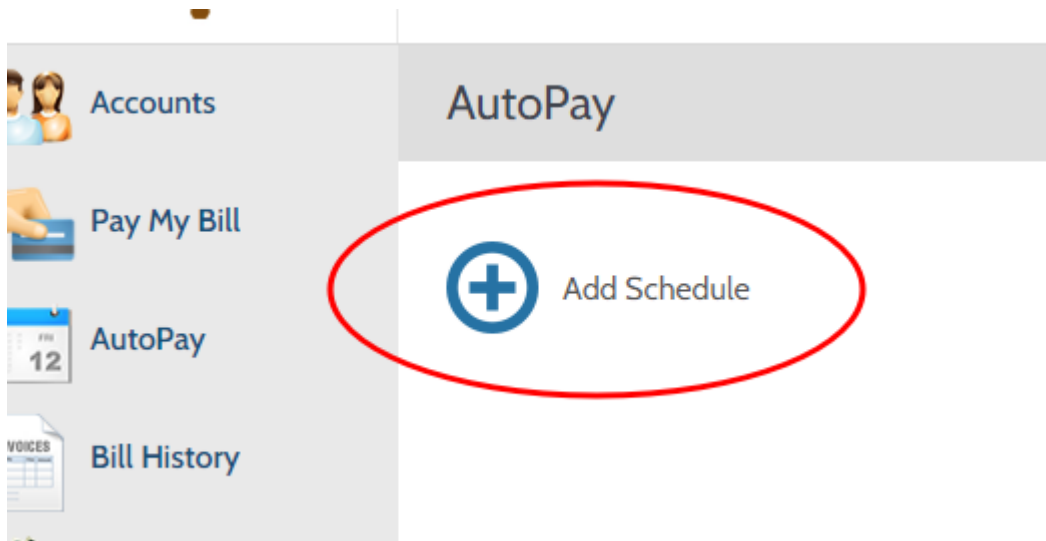 Accounts
Pay My Bill
FRI
12
AutoPay
VOICES
Bill History
AutoPay
Add Schedule